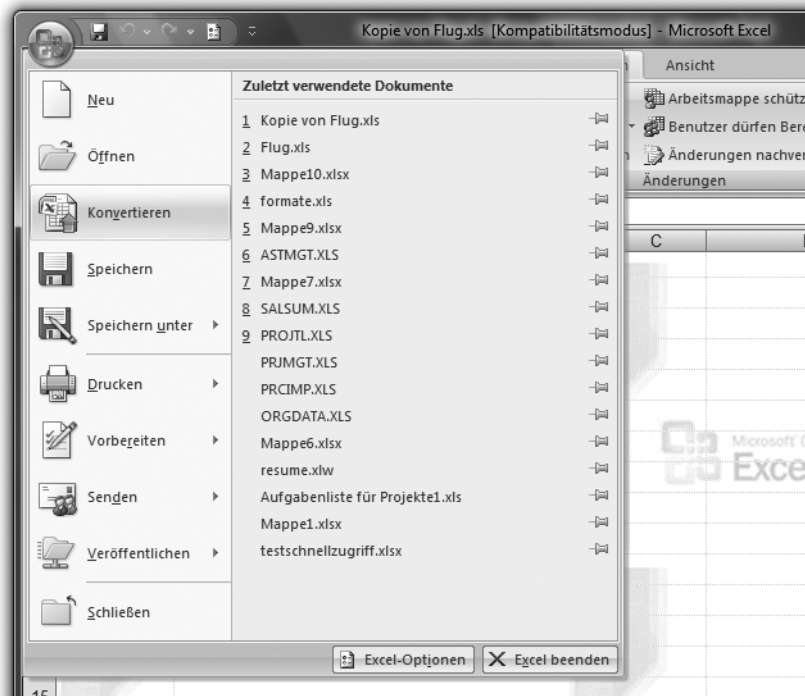 Kopie von Flug.xls [Kompatibilitätsmodus] - Microsoft Excel
Ansicht
Arbeitsmappe schütz
Benutzer dürfen Ber
Änderungen nachver
Änderungen
Neu
Öffnen
Konvertieren
Speichern
Speichern unter
Drucken
Vorbereiten
Senden
Veröffentlichen
Schließen
Zuletzt verwendete Dokumente
1 Kopie von Flug.xls
2 Flug.xls
3 Mappe10.xlsx
4 formate.xls
5 Mappe9.xlsx
6 ASTMGT.XLS
7 Mappe7.xlsx
8 SALSUM.XLS
9 PROJTL.XLS
PRJMGT.XLS
PRCIMP.XLS
ORGDATA.XLS
Mappe6.xlsx
resume.xlw
Aufgabenliste für Projekte1.xls
Mappe1.xlsx
testschnellzugriff.xlsx
Excel-Optionen
Excel beenden
C
Microsoft
Exce